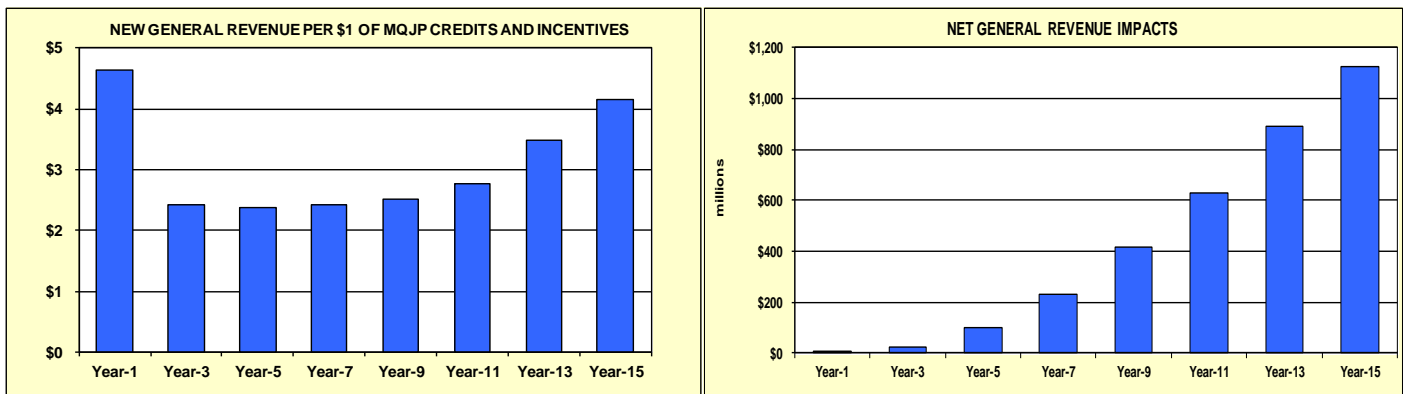 NEW GENERAL REVENUE PER $1 OF MQJP CREDITS AND INCENTIVES
$5
$4
$3
$2
$1
$0
Year-1 Year-3 Year-5 Year-7 Year-9 Year-11 Year-13 Year-15
NET GENERAL REVENUE IMPACTS
millions
$1,200
$1,000
$800
$600
$400
$200
$0
Year-1 Year-3 Year-5 Year-7 Year-9 Year-11 Year-13 Year-15